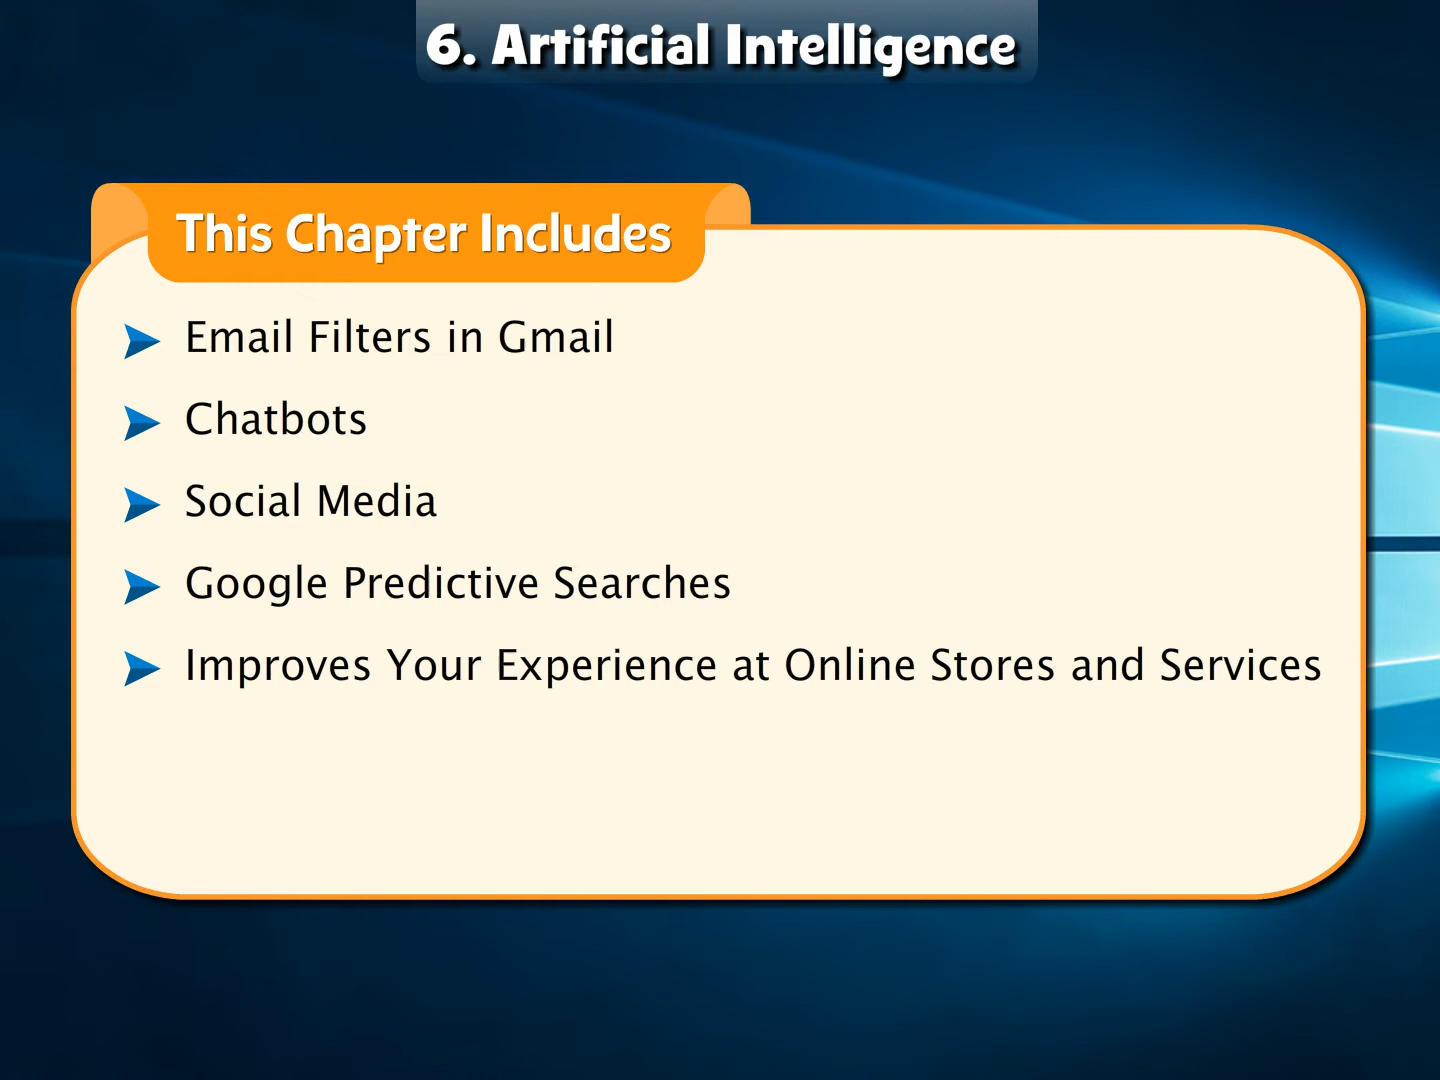 6. Artificial Intelligence
This Chapter Includes
Email Filters in Gmail
Chatbots
Social Media
Google Predictive Searches
Improves Your Experience at Online Stores and Services